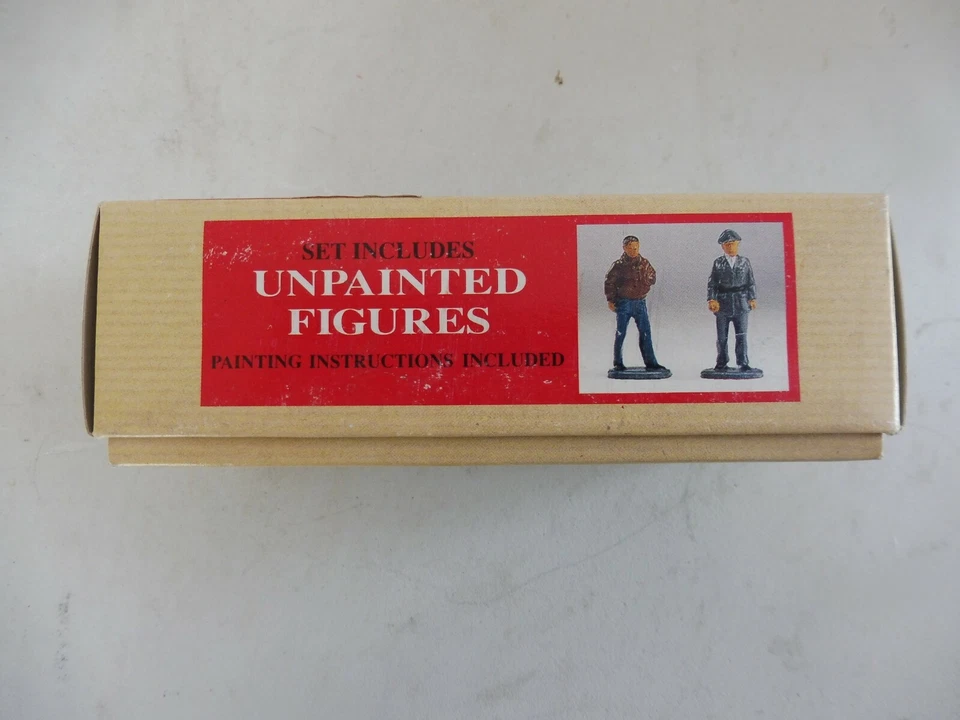 SET INCLUDES
UNPAINTED
FIGURES
PAINTING INSTRUCTIONS INCLUDED